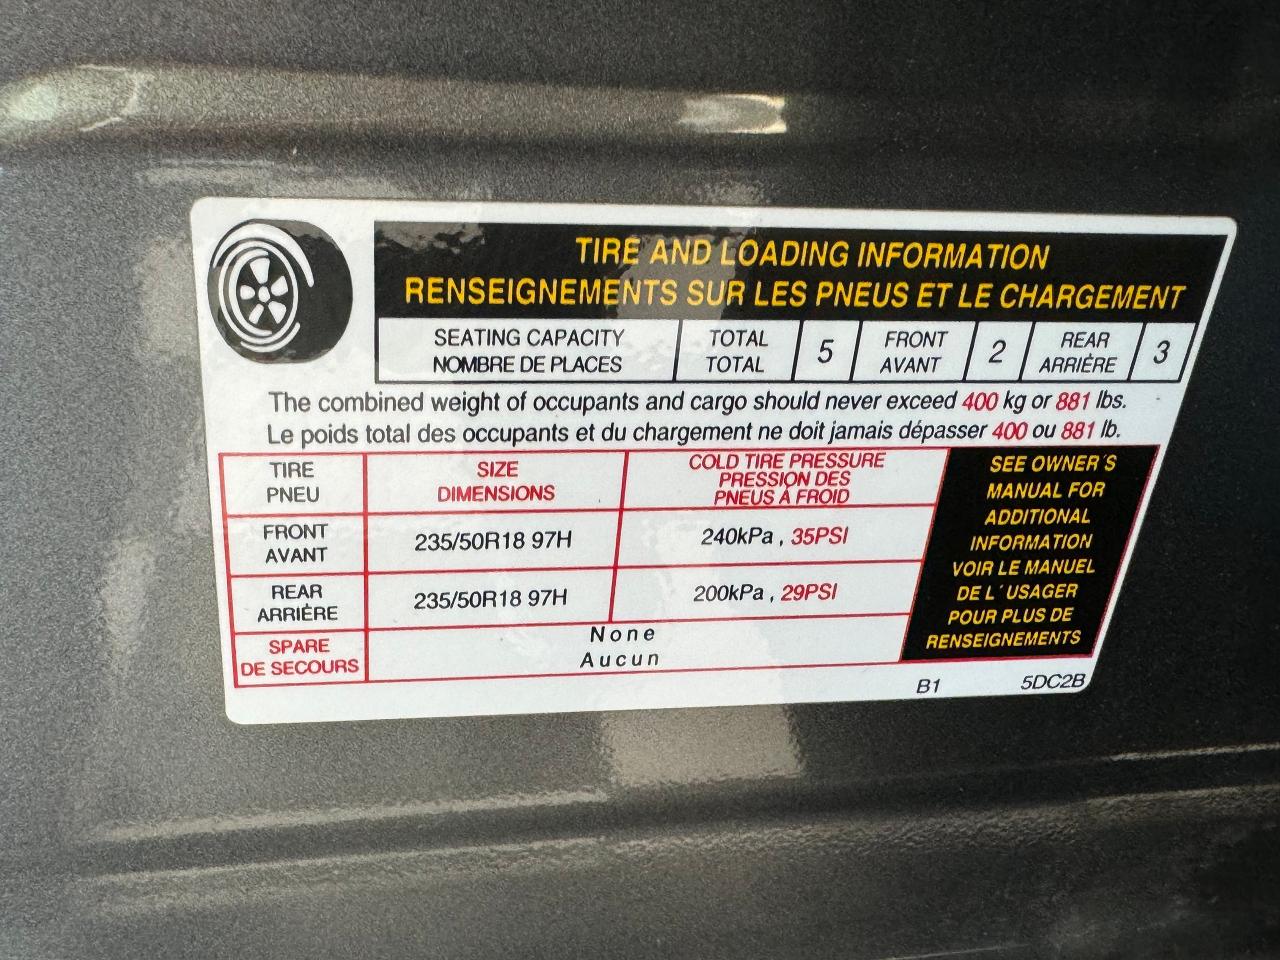 TIRE AND LOADING INFORMATION
RENSEIGNEMENTS SUR LES PNEUS ET LE CHARGEMENT
SEATING CAPACITY
NOMBRE DE PLACES
TOTAL
TOTAL
5
FRONT
AVANT
2
REAR
ARRIÈRE
3
The combined weight of occupants and cargo should never exceed 400 kg or 881 lbs.
Le poids total des occupants et du chargement ne doit jamais dépasser 400 ou 881 lb.
TIRE
PNEU
SIZE
DIMENSIONS
COLD TIRE PRESSURE
PRESSION DES
PNEUS À FROID
FRONT
AVANT
235/50R18 97H
240kPa , 35PSI
REAR
ARRIÈRE
235/50R18 97H
200kPa , 29PSI
SPARE
DE SECOURS
None
Aucun
SEE OWNER´S
MANUAL FOR
ADDITIONAL
INFORMATION
VOIR LE MANUEL
DE L´USAGER
POUR PLUS DE
RENSEIGNEMENTS
B1 5DC2B